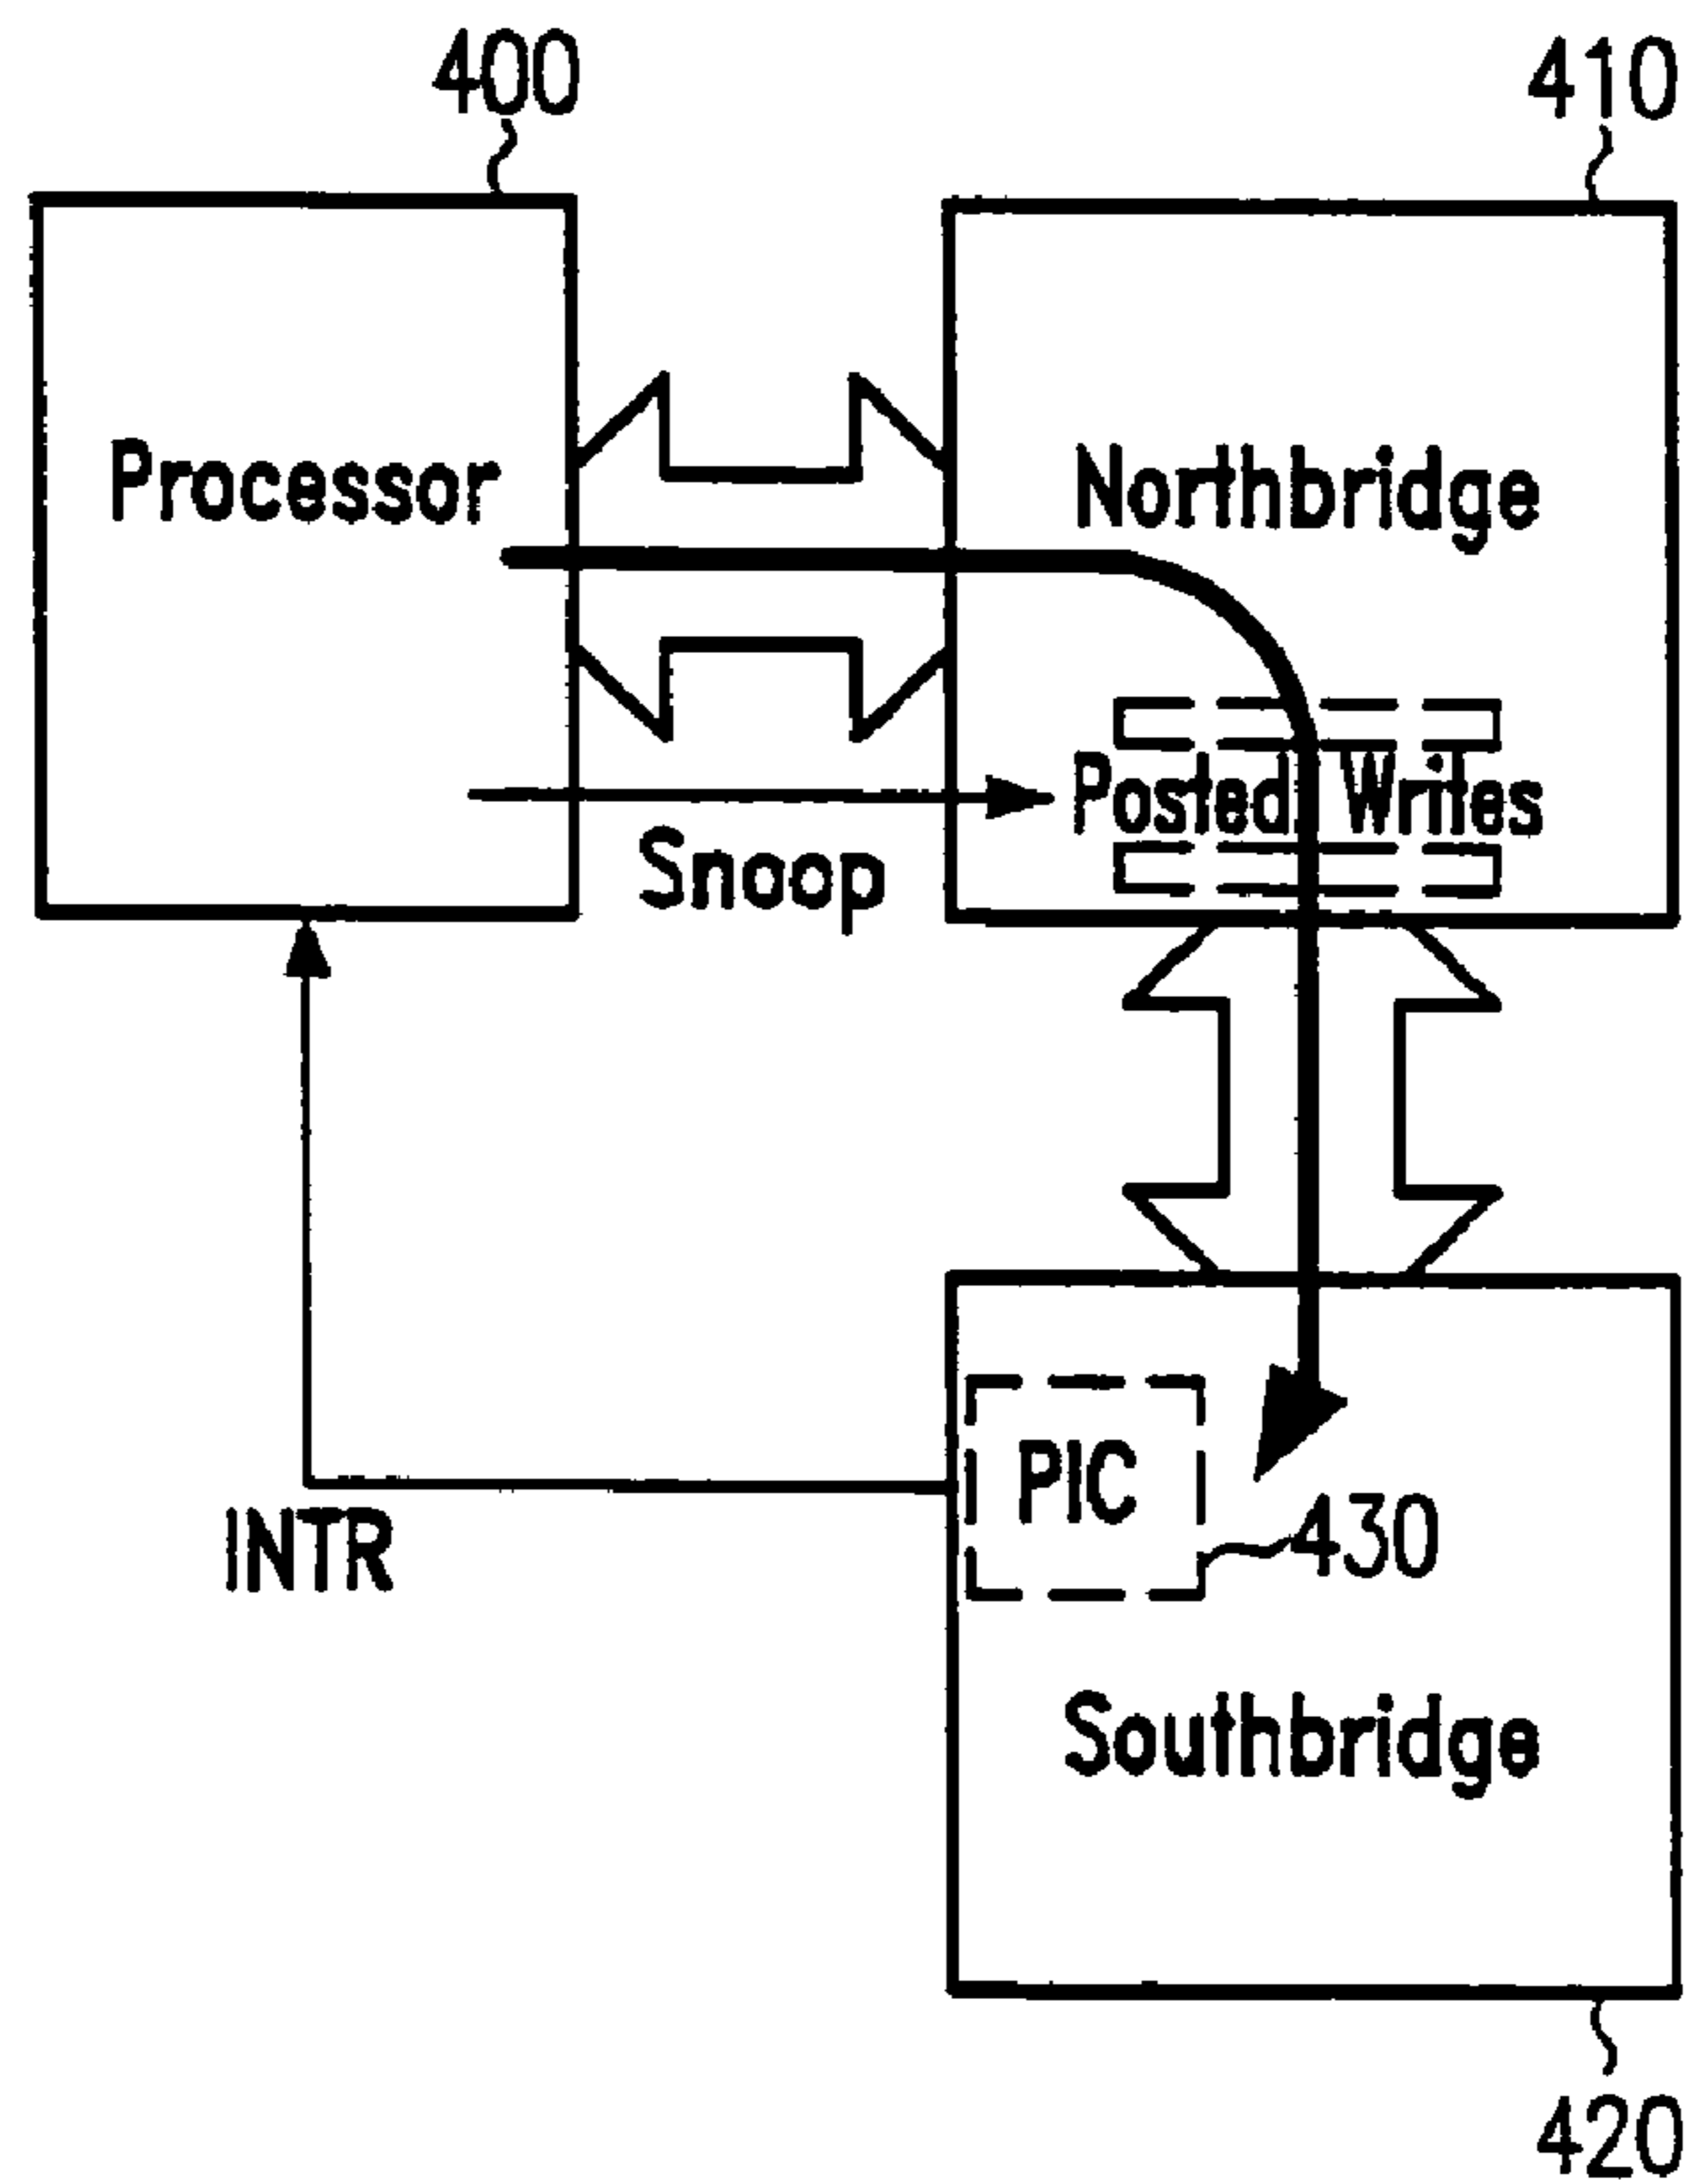 400
410
Processor
Northbridge
Posted Writes
Snoop
PIC
INTR
430
Southbridge
420